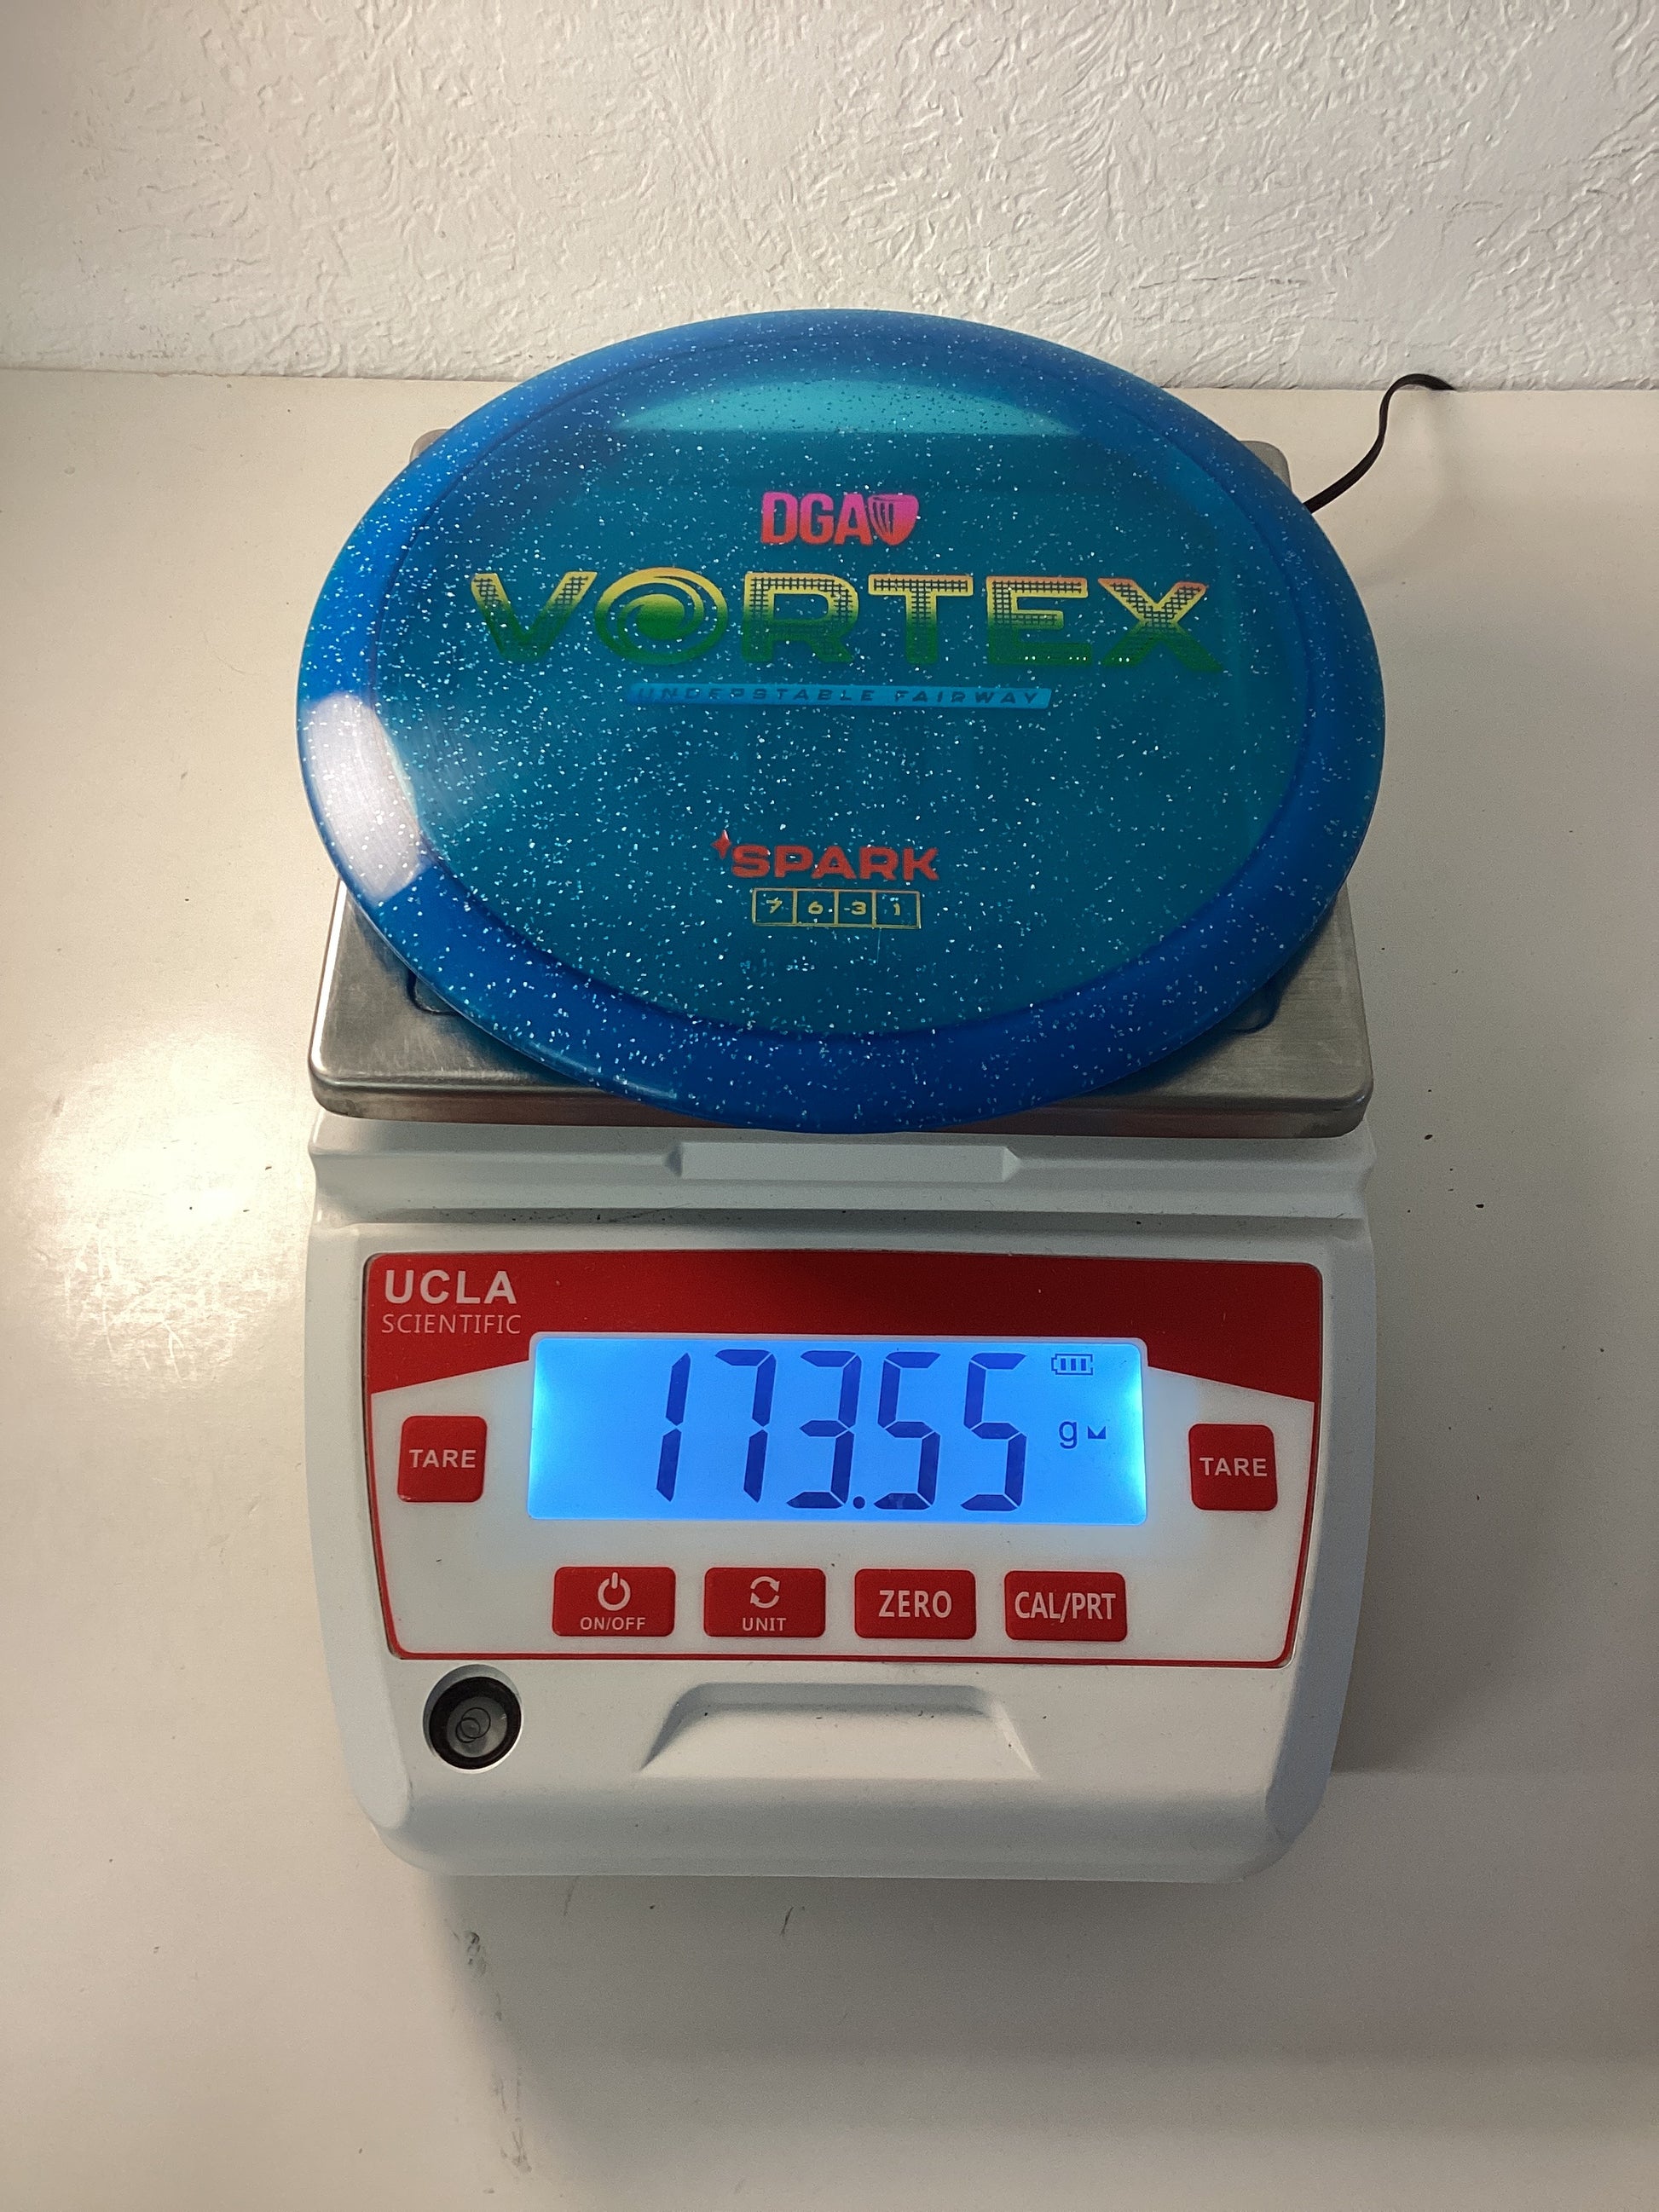 DGA
VORTEX
UNDERSTABLE FAIRWAY
SPARK
7 6 3 1
UCLA
SCIENTIFIC
173.55 g
TARE
TARE
ON/OFF
UNIT
ZERO
CAL/PRT